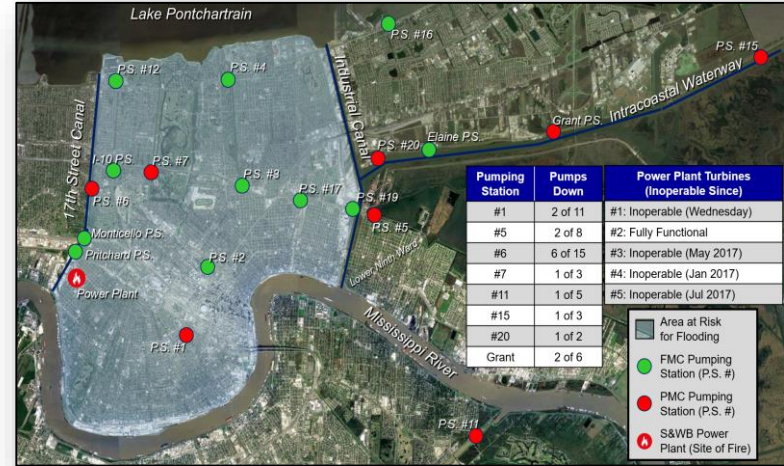 Lake Pontchartrain
P.S. #16
P.S. #15
P.S. #12
P.S. #4
Industrial Canal
Intracoastal Waterway
Grant P.S.
17th Street Canal
P.S. #20
Elaine P.S.
I-10 P.S.
P.S. #7
P.S. #6
P.S. #3
P.S. #17
P.S. #19
P.S. #5
Monticello P.S.
Pritchard P.S.
P.S. #2
Lower Ninth Ward
Power Plant
P.S. #1
Mississippi River
P.S. #11
Pumping Station Pumps Down
#1 2 of 11
#5 2 of 8
#6 6 of 15
#7 1 of 3
#11 1 of 5
#15 1 of 3
#20 1 of 2
Grant 2 of 6
Power Plant Turbines
(Inoperable Since)
#1: Inoperable (Wednesday)
#2: Fully Functional
#3: Inoperable (May 2017)
#4: Inoperable (Jan 2017)
#5: Inoperable (Jul 2017)
Area at Risk
for Flooding
FMC Pumping
Station (P.S. #)
PMC Pumping
Station (P.S. #)
S&WB Power
Plant (Site of Fire)